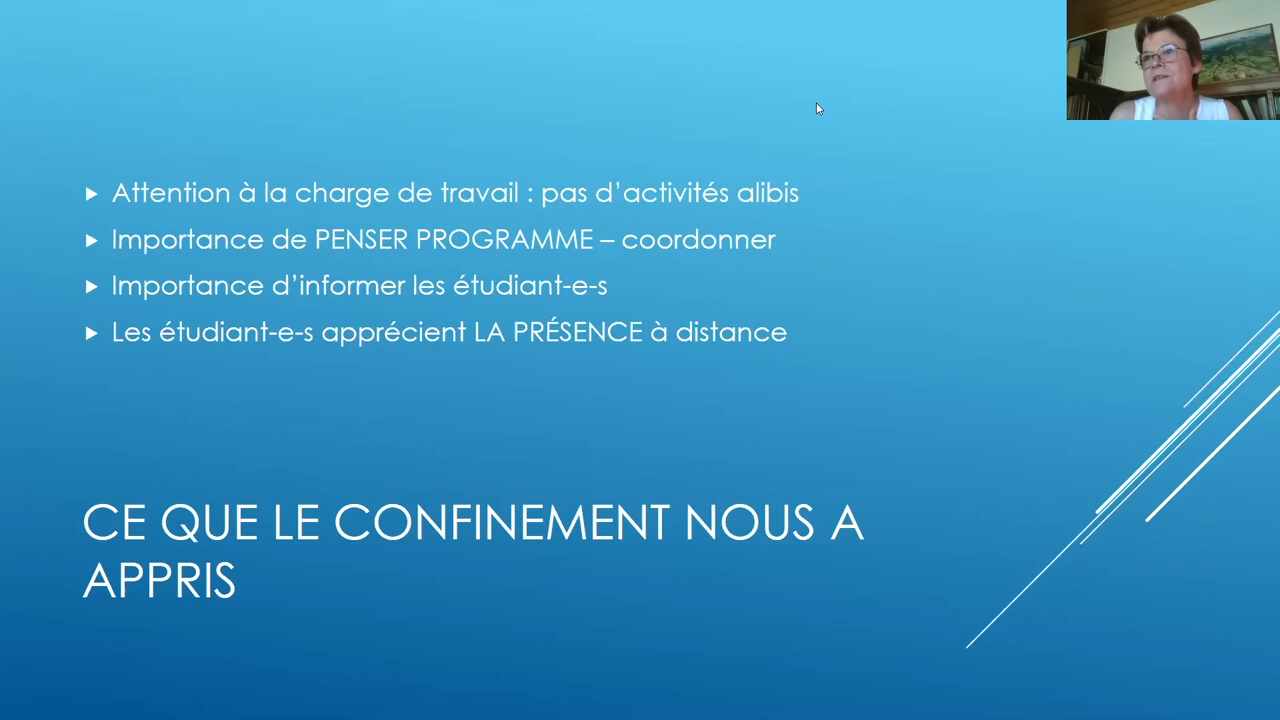 Attention à la charge de travail : pas d’activités alibis
Importance de PENSER PROGRAMME – coordonner
Importance d’informer les étudiant-e-s
Les étudiant-e-s apprécient LA PRÉSENCE à distance
CE QUE LE CONFINEMENT NOUS A
APPRIS